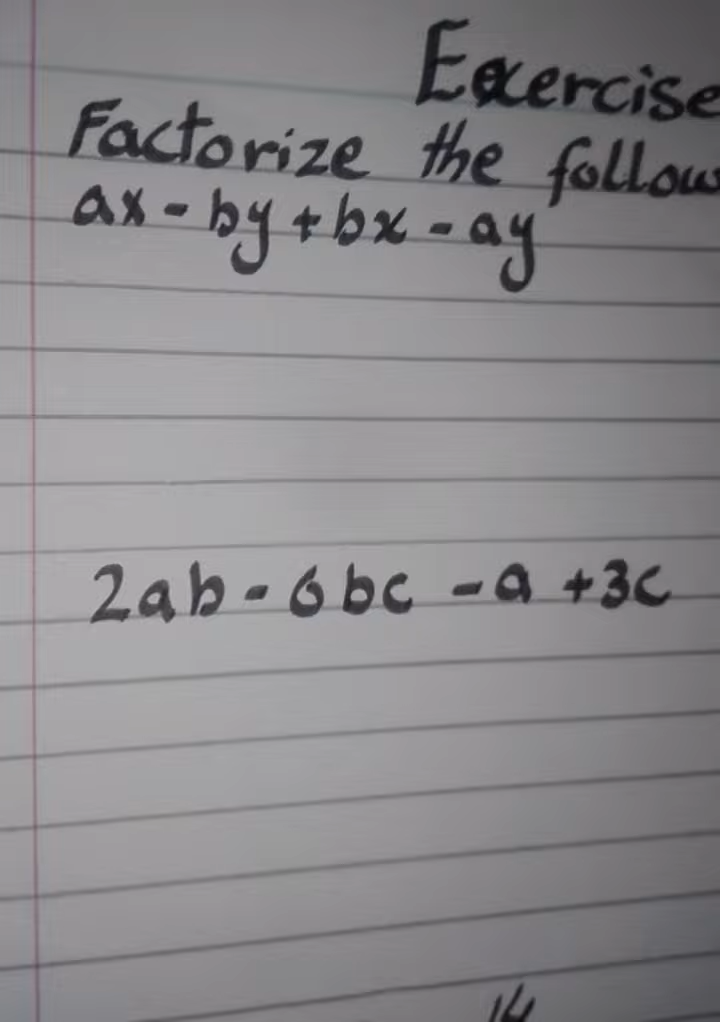 Exercise
Factorize the follow
ax - by + bx - ay
2ab - 6bc - a + 3c